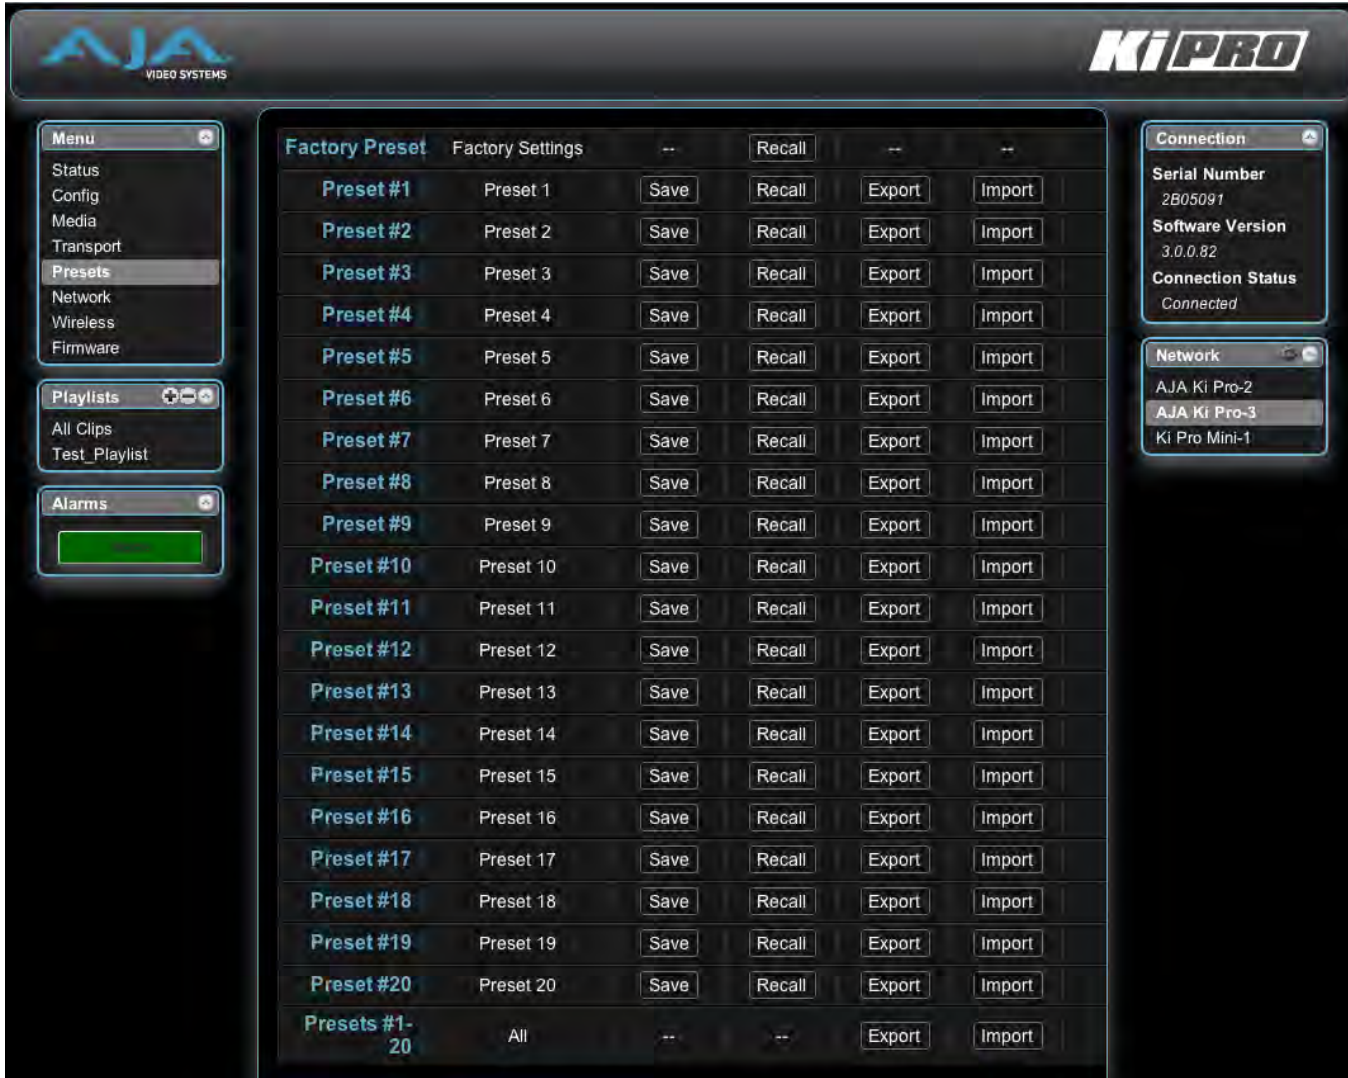 AJA
VIDEO SYSTEMS
Ki PRO
Menu
Status
Config
Media
Transport
Presets
Network
Wireless
Firmware
Playlists
All Clips
Test_Playlist
Alarms
Factory Preset Factory Settings -- Recall -- --
Preset #1 Preset 1 Save Recall Export Import
Preset #2 Preset 2 Save Recall Export Import
Preset #3 Preset 3 Save Recall Export Import
Preset #4 Preset 4 Save Recall Export Import
Preset #5 Preset 5 Save Recall Export Import
Preset #6 Preset 6 Save Recall Export Import
Preset #7 Preset 7 Save Recall Export Import
Preset #8 Preset 8 Save Recall Export Import
Preset #9 Preset 9 Save Recall Export Import
Preset #10 Preset 10 Save Recall Export Import
Preset #11 Preset 11 Save Recall Export Import
Preset #12 Preset 12 Save Recall Export Import
Preset #13 Preset 13 Save Recall Export Import
Preset #14 Preset 14 Save Recall Export Import
Preset #15 Preset 15 Save Recall Export Import
Preset #16 Preset 16 Save Recall Export Import
Preset #17 Preset 17 Save Recall Export Import
Preset #18 Preset 18 Save Recall Export Import
Preset #19 Preset 19 Save Recall Export Import
Preset #20 Preset 20 Save Recall Export Import
Presets #1-
20 All -- -- Export Import
Connection
Serial Number
2B05091
Software Version
3.0.0.82
Connection Status
Connected
Network
AJA Ki Pro-2
AJA Ki Pro-3
Ki Pro Mini-1